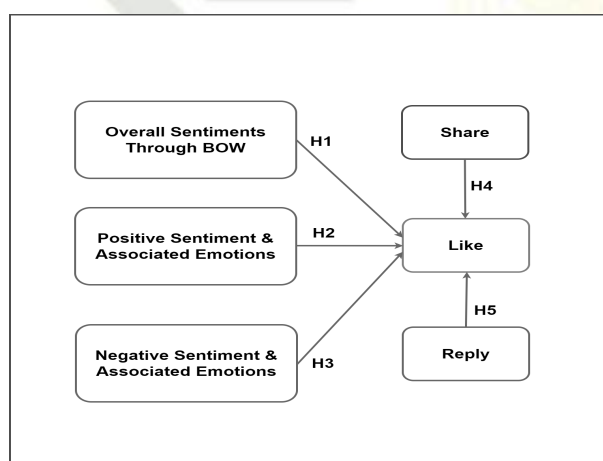 Overall Sentiments
Through BOW
H1
Share
H4
Positive Sentiment &
Associated Emotions
H2
Like
H5
Negative Sentiment &
Associated Emotions
H3
Reply